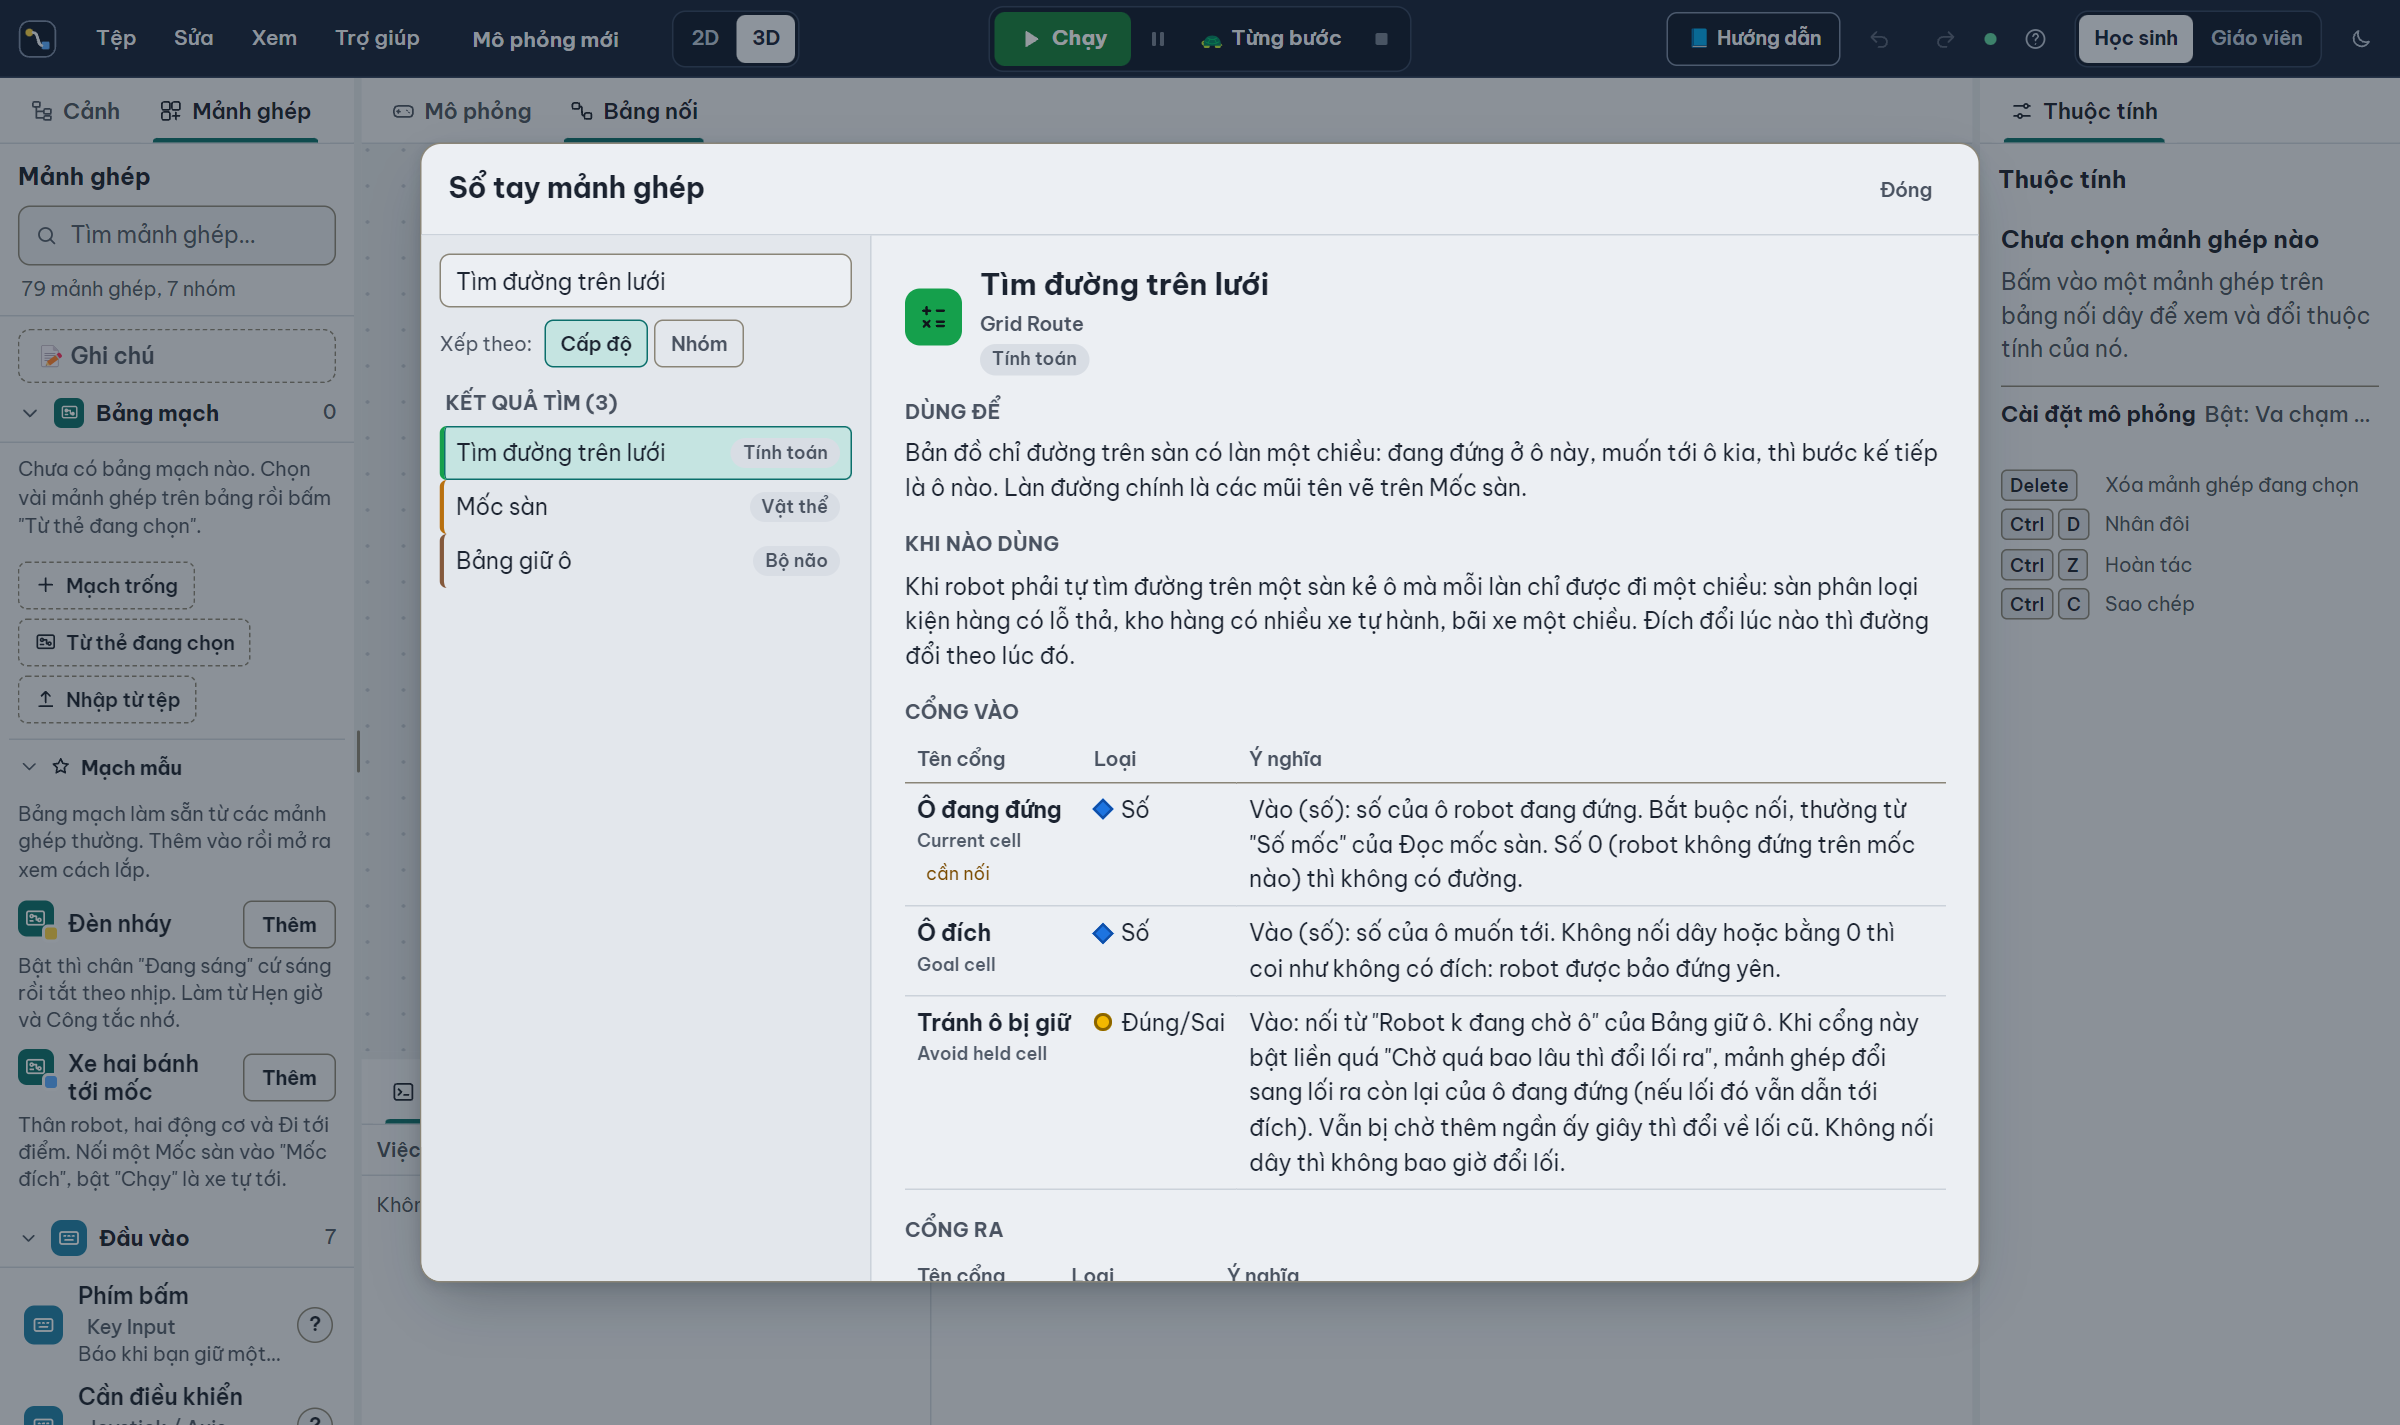 Tệp Sửa Xem Trợ giúp Mô phỏng mới 2D 3D Chạy Từng bước Hướng dẫn Học sinh Giáo viên
Cảnh Mảnh ghép Mô phỏng Bảng nối Thuộc tính
Mảnh ghép
Tìm mảnh ghép...
79 mảnh ghép, 7 nhóm
Ghi chú
Bảng mạch 0
Chưa có bảng mạch nào. Chọn
vài mảnh ghép trên bảng rồi bấm
"Từ thẻ đang chọn".
Mạch trống
Từ thẻ đang chọn
Nhập từ tệp
Mạch mẫu
Bảng mạch làm sẵn từ các mảnh
ghép thường. Thêm vào rồi mở ra
xem cách lắp.
Đèn nháy Thêm
Bật thì chân "Đang sáng" cứ sáng
rồi tắt theo nhịp. Làm từ Hẹn giờ
và Công tắc nhớ.
Xe hai bánh
tới mốc
Thêm
Thân robot, hai động cơ và Đi tới
điểm. Nối một Mốc sàn vào "Mốc
đích", bật "Chạy" là xe tự tới.
Đầu vào 7
Phím bấm
Key Input
Báo khi bạn giữ một...
?
Cần điều khiển
Việc
Sổ tay mảnh ghép
Đóng
Tìm đường trên lưới
Xếp theo: Cấp độ Nhóm
KẾT QUẢ TÌM (3)
Tìm đường trên lưới Tính toán
Mốc sàn Vật thể
Bảng giữ ô Bộ não
Tìm đường trên lưới
Grid Route
Tính toán
DÙNG ĐỂ
Bản đồ chỉ đường trên sàn có làn một chiều: đang đứng ở ô này, muốn tới ô kia, thì bước kế tiếp
là ô nào. Làn đường chính là các mũi tên vẽ trên Mốc sàn.
KHI NÀO DÙNG
Khi robot phải tự tìm đường trên một sàn kẻ ô mà mỗi làn chỉ được đi một chiều: sàn phân loại
kiện hàng có lỗ thả, kho hàng có nhiều xe tự hành, bãi xe một chiều. Đích đổi lúc nào thì đường
đổi theo lúc đó.
CỔNG VÀO
Tên cổng Loại Ý nghĩa
Ô đang đứng
Current cell
cần nối
Số
Vào (số): số của ô robot đang đứng. Bắt buộc nối, thường từ
"Số mốc" của Đọc mốc sàn. Số 0 (robot không đứng trên mốc
nào) thì không có đường.
Ô đích
Goal cell
Số
Vào (số): số của ô muốn tới. Không nối dây hoặc bằng 0 thì
coi như không có đích: robot được bảo đứng yên.
Tránh ô bị giữ
Avoid held cell
Đúng/Sai
Vào: nối từ "Robot k đang chờ ô" của Bảng giữ ô. Khi cổng này
bật liền quá "Chờ quá bao lâu thì đổi lối ra", mảnh ghép đổi
sang lối ra còn lại của ô đang đứng (nếu lối đó vẫn dẫn tới
đích). Vẫn bị chờ thêm ngần ấy giây thì đổi về lối cũ. Không nối
dây thì không bao giờ đổi lối.
CỔNG RA
Tên cổng Loại Ý nghĩa
Thuộc tính
Chưa chọn mảnh ghép nào
Bấm vào một mảnh ghép trên
bảng nối dây để xem và đổi thuộc
tính của nó.
Cài đặt mô phỏng Bật: Va chạm ...
Delete Xóa mảnh ghép đang chọn
Ctrl D Nhân đôi
Ctrl Z Hoàn tác
Ctrl C Sao chép